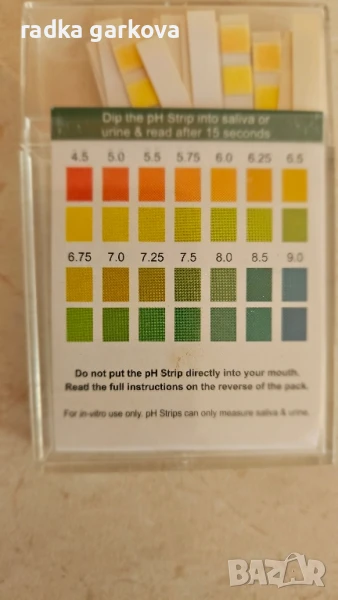 radka garkova
Dip the pH Strip into saliva or
urine & read after 15 seconds
4.5 5.0 5.5 5.75 6.0 6.25 6.5
6.75 7.0 7.25 7.5 8.0 8.5 9.0
Do not put the pH Strip directly into your mouth.
Read the full instructions on the reverse of the pack.
For in-vitro use only. pH Strips can only measure saliva & urine.
BAZAR